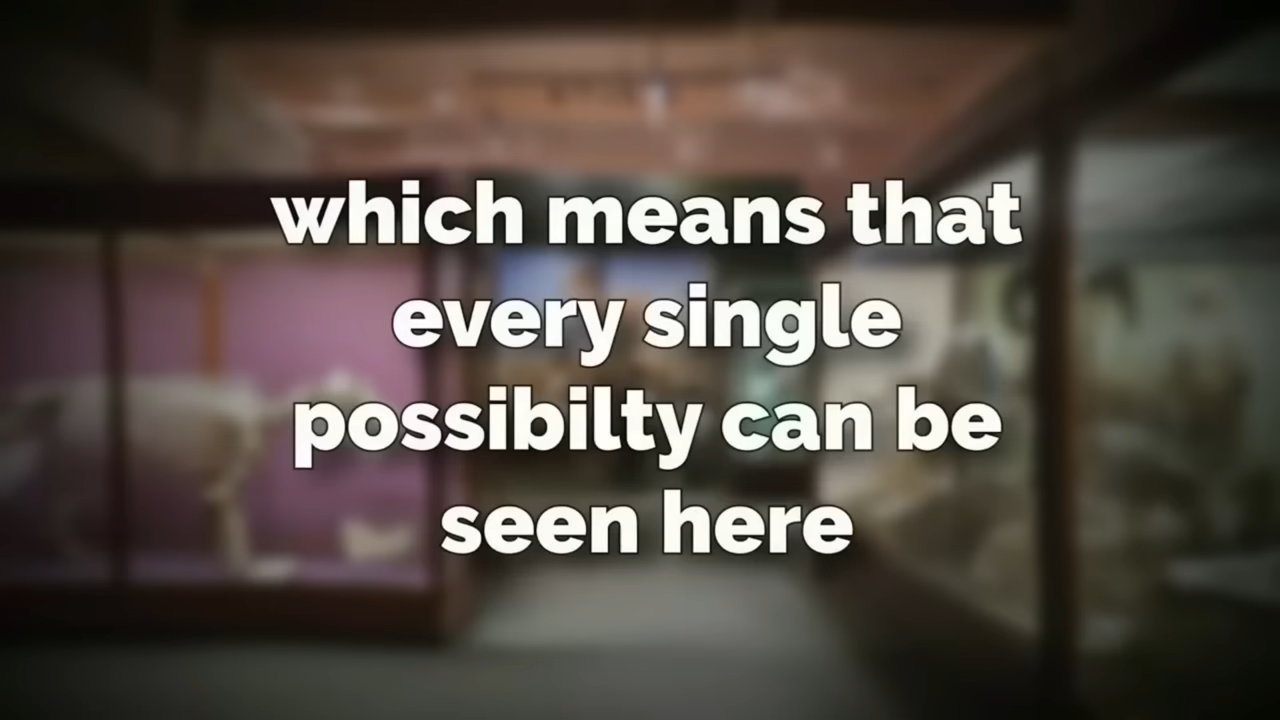 which means that
every single
possibilty can be
seen here